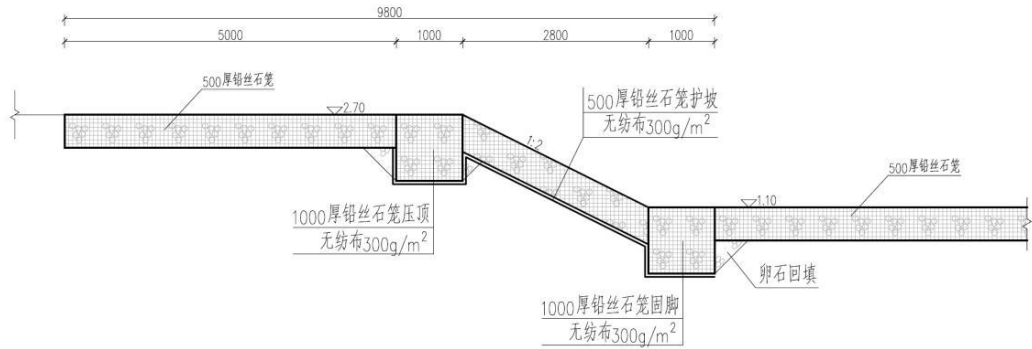 9800
5000
1000
2800
1000
500厚铅丝石笼
2.70
500厚铅丝石笼护坡
无纺布300g/m²
1:2
500厚铅丝石笼
1.10
1000厚铅丝石笼压顶
无纺布300g/m²
卵石回填
1000厚铅丝石笼固脚
无纺布300g/m²